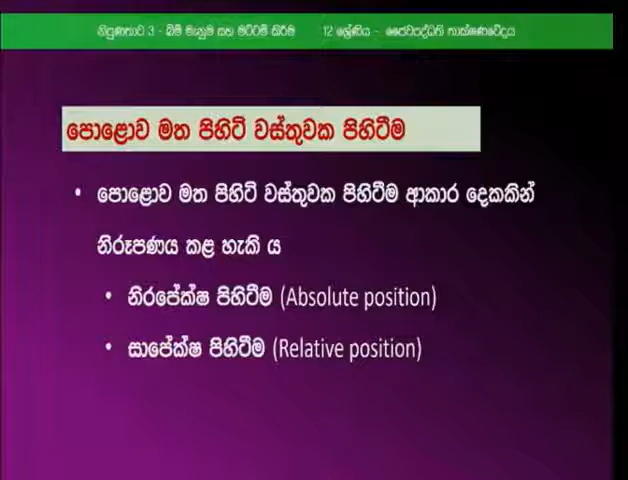 නිපුණතාව 3 - බිම් මැනුම සහ මට්ටම් කිරීම 12 ශ්‍රේණිය - ජෛවපද්ධති තාක්ෂණවේදය
පොළොව මත පිහිටි වස්තුවක පිහිටීම
• පොළොව මත පිහිටි වස්තුවක පිහිටීම ආකාර දෙකකින්
නිරූපණය කළ හැකි ය
• නිරපේක්ෂ පිහිටීම (Absolute position)
• සාපේක්ෂ පිහිටීම (Relative position)